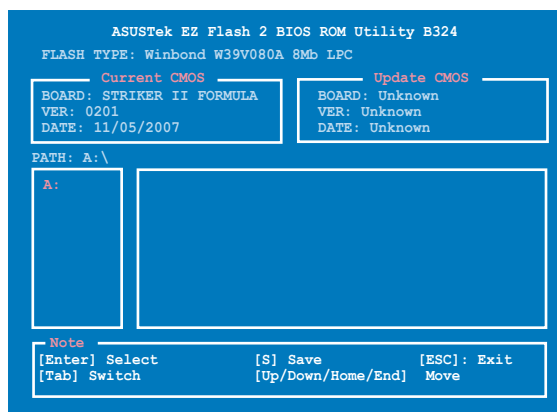 ASUSTek EZ Flash 2 BIOS ROM Utility B324
FLASH TYPE: Winbond W39V080A 8Mb LPC
Current CMOS
BOARD: STRIKER II FORMULA
VER: 0201
DATE: 11/05/2007
Update CMOS
BOARD: Unknown
VER: Unknown
DATE: Unknown
PATH: A:\
A:
Note
[Enter] Select [S] Save [ESC]: Exit
[Tab] Switch [Up/Down/Home/End] Move